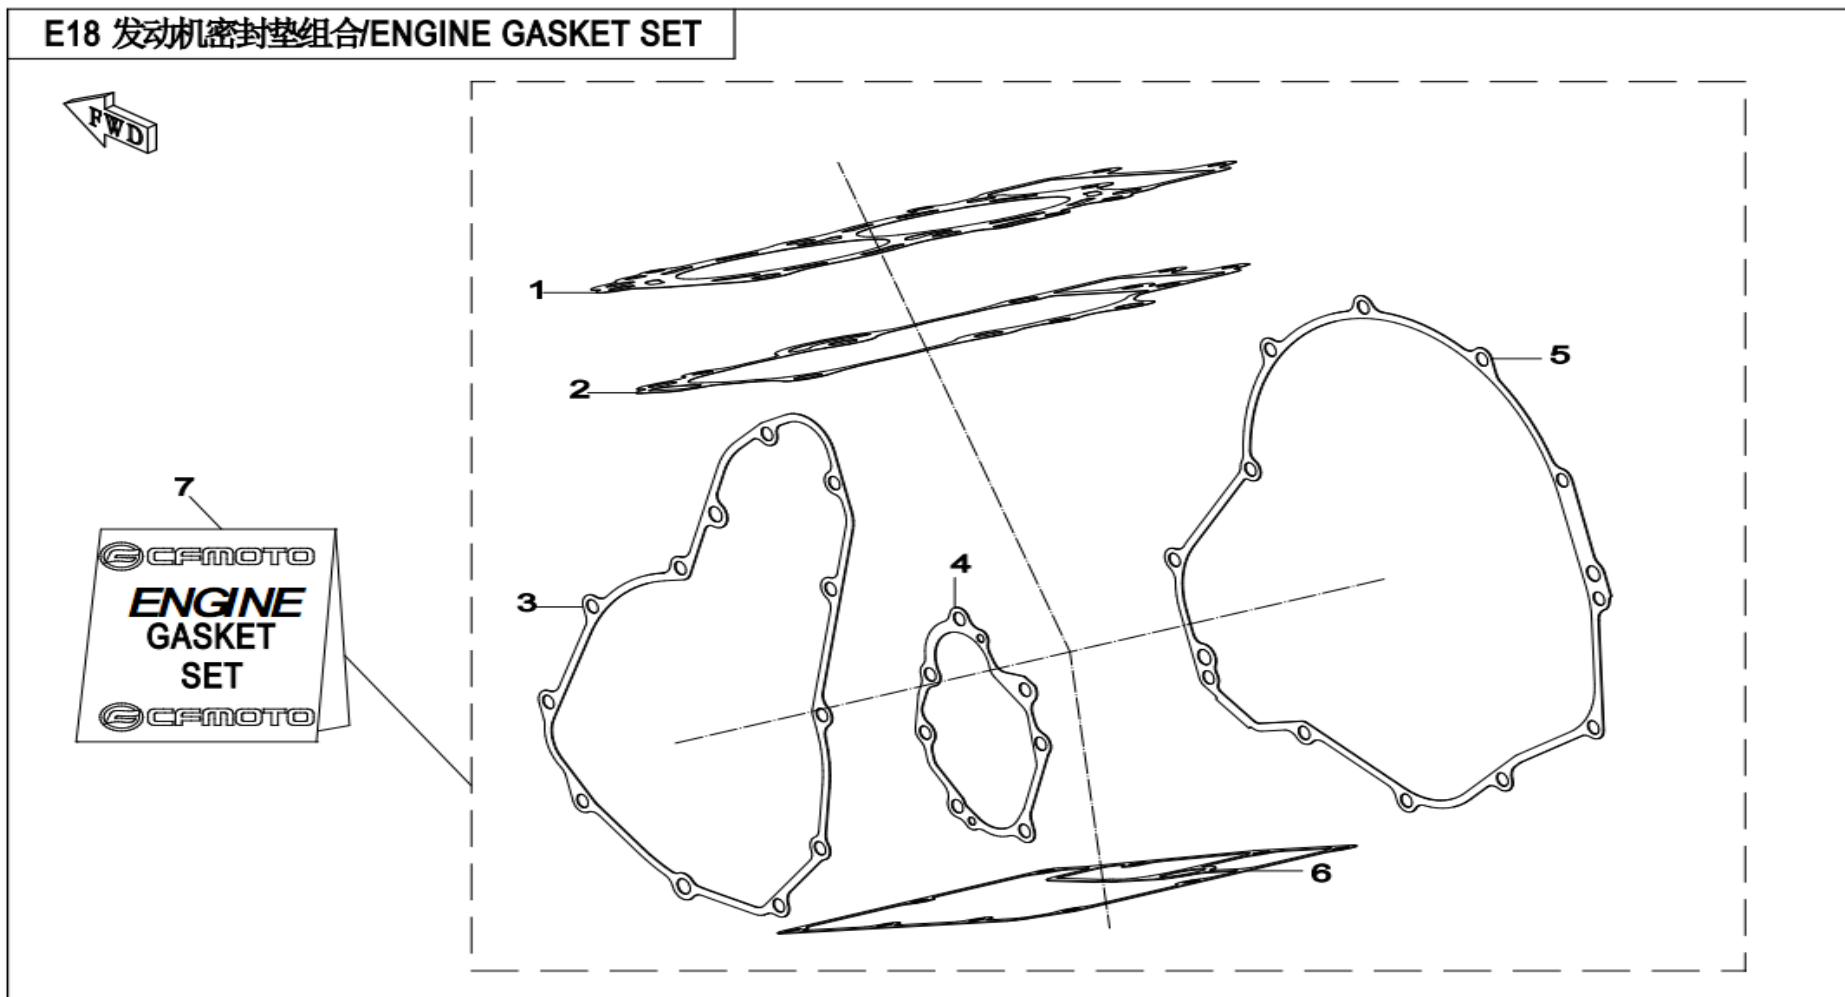 E18 发动机密封垫组合/ENGINE GASKET SET
FWD
1
2
5
7
CFMOTO
ENGINE
GASKET
SET
CFMOTO
3
4
6